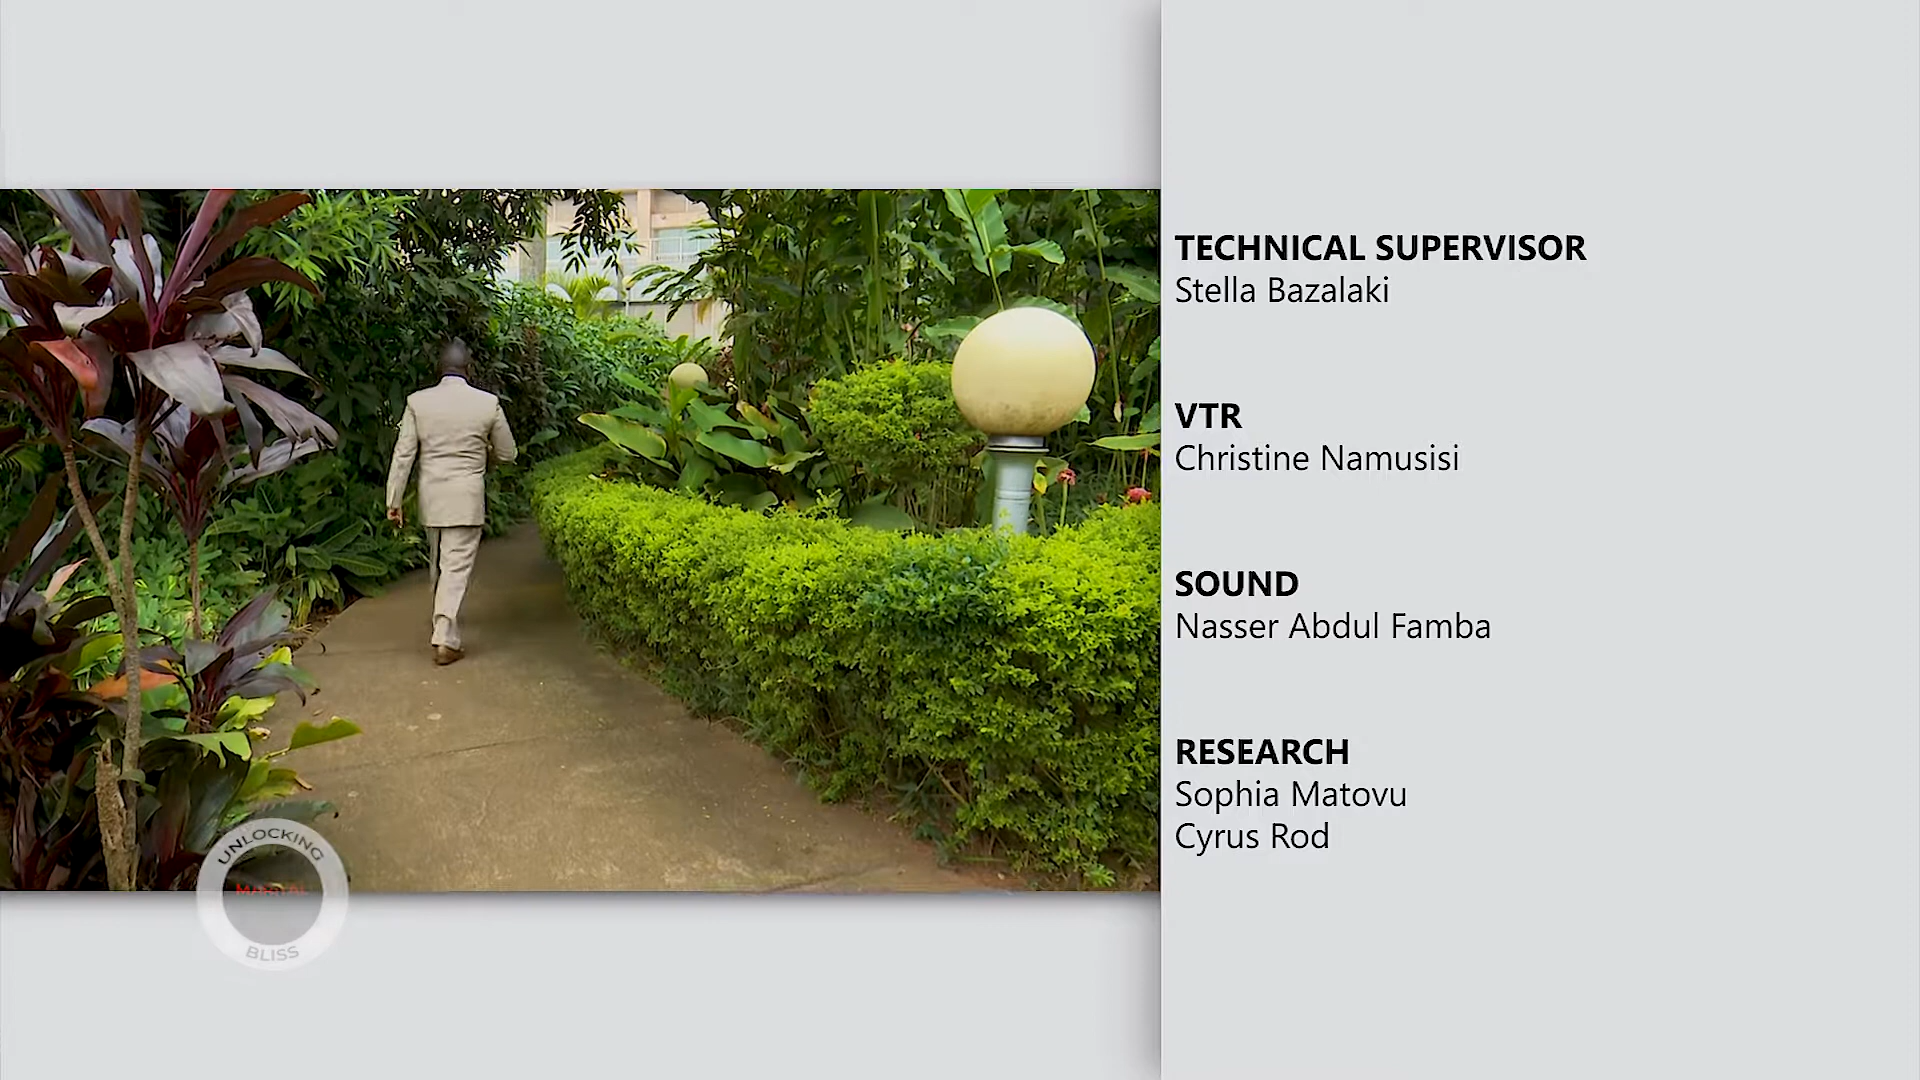 TECHNICAL SUPERVISOR
Stella Bazalaki
VTR
Christine Namusisi
SOUND
Nasser Abdul Famba
RESEARCH
Sophia Matovu
Cyrus Rod
UNLOCKING
BLISS